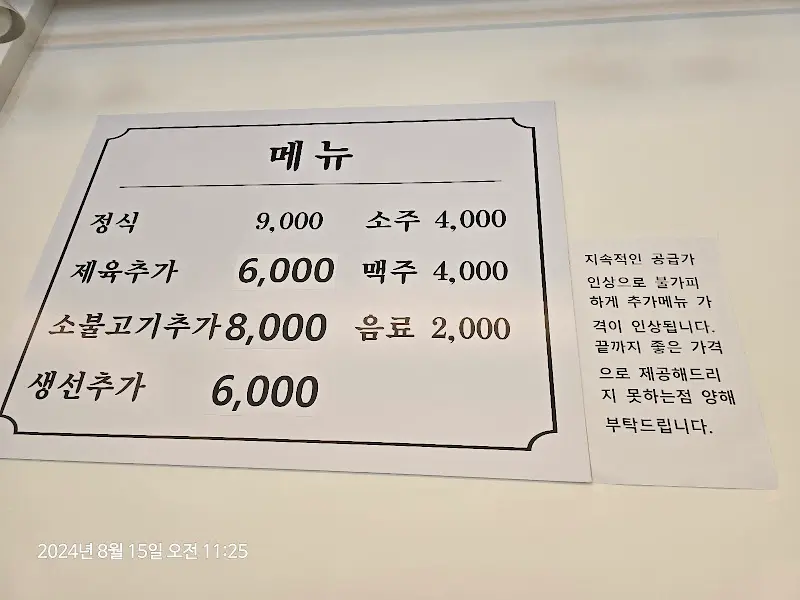 메뉴
정식 9,000 소주 4,000
제육추가 6,000 맥주 4,000
소불고기추가 8,000 음료 2,000
생선추가 6,000
지속적인 공급가
인상으로 불가피
하게 추가메뉴 가
격이 인상됩니다.
끝까지 좋은 가격
으로 제공해드리
지 못하는점 양해
부탁드립니다.
2024년 8월 15일 오전 11:25